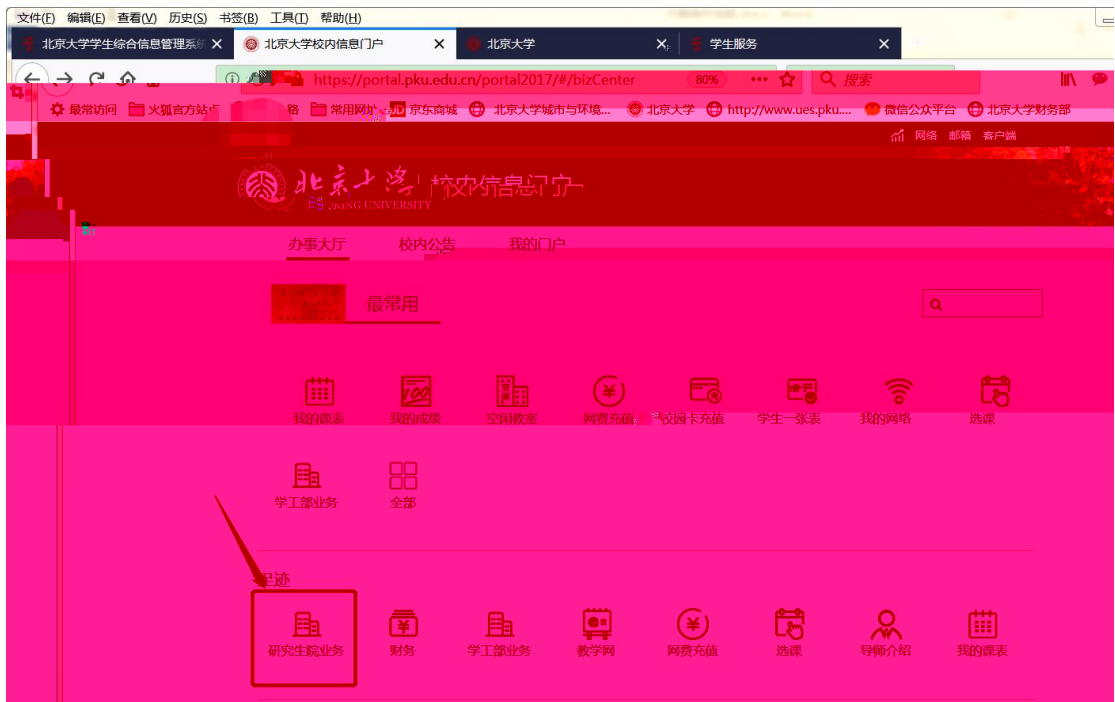 文件(F) 编辑(E) 查看(V) 历史(S) 书签(B) 工具(T) 帮助(H)
北京大学学生综合信息管理系统 北京大学校内信息门户 北京大学 学生服务
https://portal.pku.edu.cn/portal2017/#/bizCenter 80% 搜索
最常访问 火狐官方站点 常用网址 JD 京东商城 北京大学城市与环境... 北京大学 http://www.ues.pku.... 微信公众平台 北京大学财务部
网络 邮箱 客户端
北京大学 校内信息门户
UNIVERSITY
办事大厅 校内公告 我的门户
最常用
我的课表 我的成绩 空闲教室 网费充值 校园卡充值 学生一张表 我的网络 选课
学工部业务 全部
足迹
研究生院业务 财务 学工部业务 教学网 网费充值 选课 导师介绍 我的课表